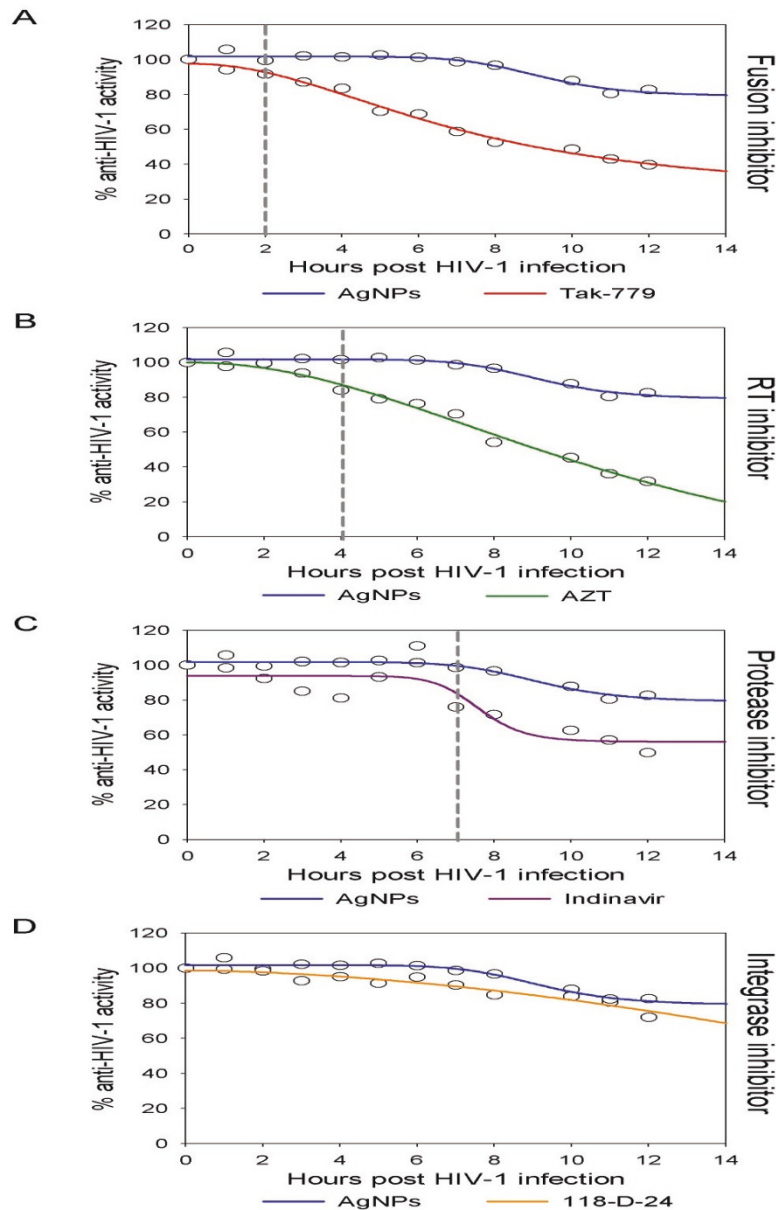 A
120
100
80
60
40
20
0
% anti-HIV-1 activity
0 2 4 6 8 10 12 14
Hours post HIV-1 infection
AgNPs Tak-779
Fusion inhibitor
B
120
100
80
60
40
20
0
% anti-HIV-1 activity
0 2 4 6 8 10 12 14
Hours post HIV-1 infection
AgNPs AZT
RT inhibitor
C
120
100
80
60
40
20
0
% anti-HIV-1 activity
0 2 4 6 8 10 12 14
Hours post HIV-1 infection
AgNPs Indinavir
Protease inhibitor
D
120
100
80
60
40
20
0
% anti-HIV-1 activity
0 2 4 6 8 10 12 14
Hours post HIV-1 infection
AgNPs 118-D-24
Integrase inhibitor